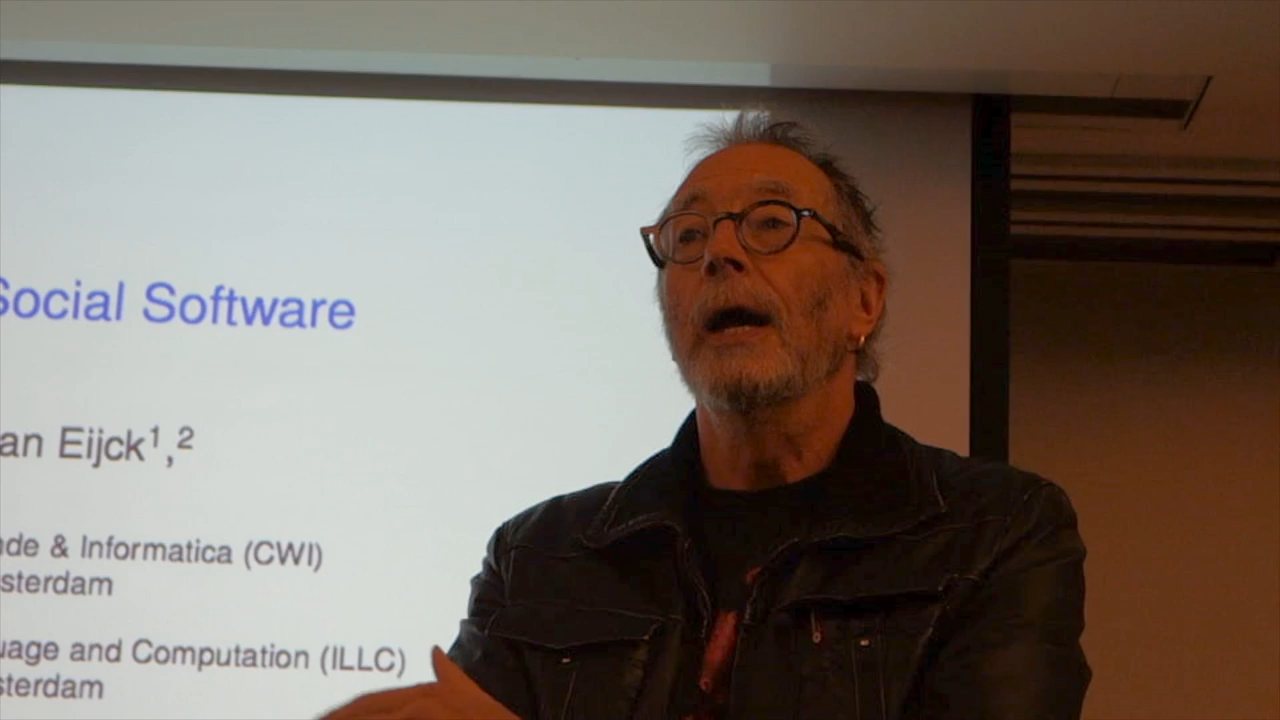 Social Software
an Eijck¹,²
nde & Informatica (CWI)
sterdam
uage and Computation (ILLC)
sterdam